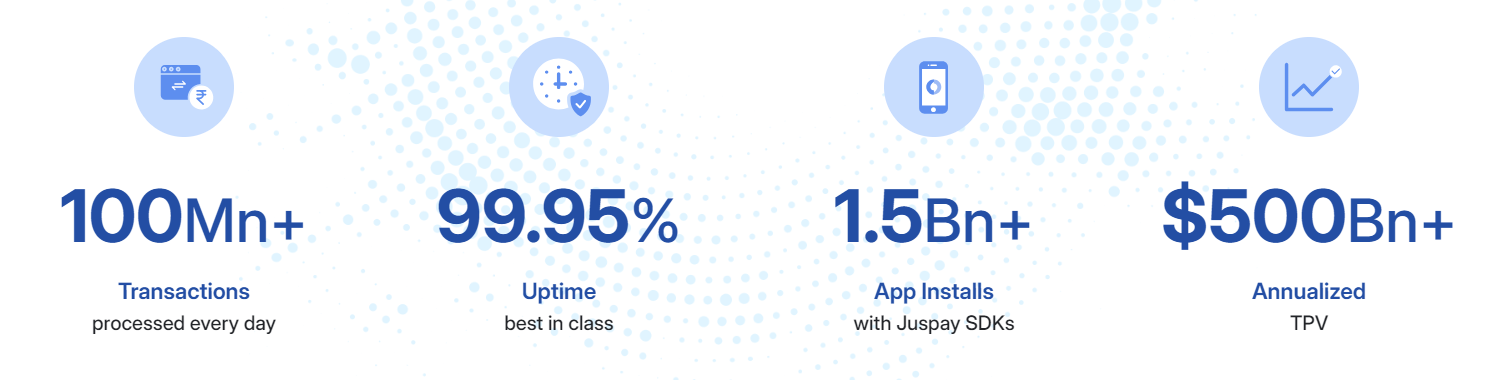 100Mn+
Transactions
processed every day
99.95%
Uptime
best in class
1.5Bn+
App Installs
with Juspay SDKs
$500Bn+
Annualized
TPV